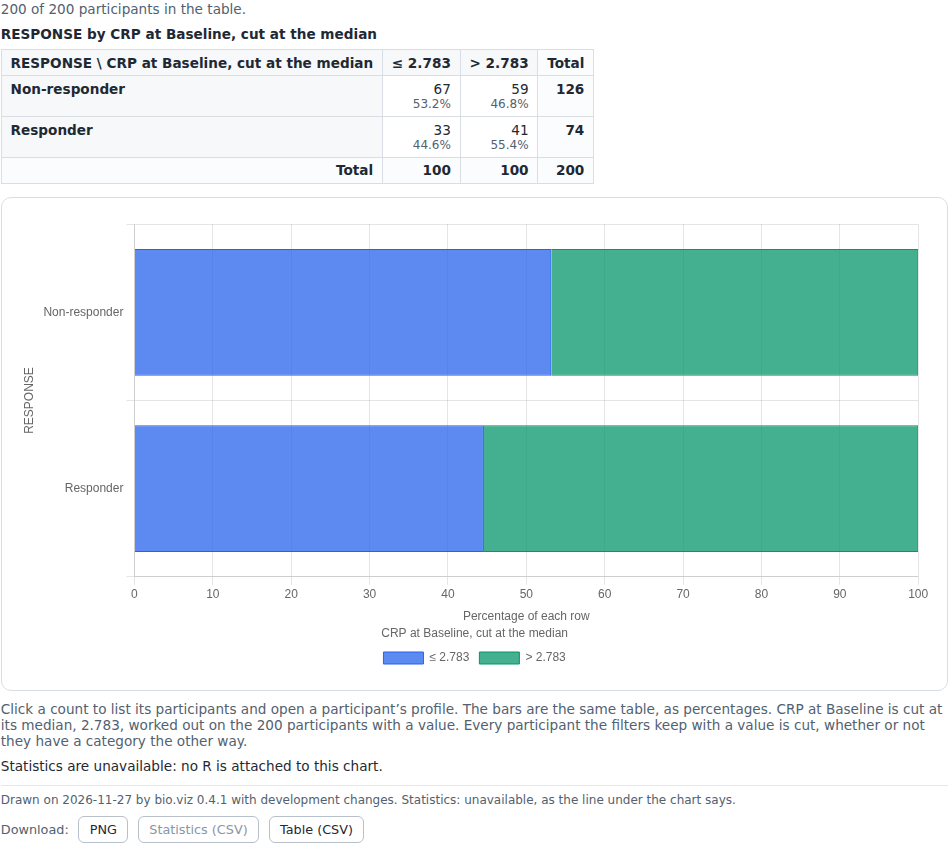 200 of 200 participants in the table.
RESPONSE by CRP at Baseline, cut at the median
RESPONSE \ CRP at Baseline, cut at the median ≤ 2.783 > 2.783 Total
Non-responder 67 59 126
53.2% 46.8%
Responder 33 41 74
44.6% 55.4%
Total 100 100 200
Non-responder
RESPONSE
Responder
0 10 20 30 40 50 60 70 80 90 100
Percentage of each row
CRP at Baseline, cut at the median
≤ 2.783 > 2.783
Click a count to list its participants and open a participant’s profile. The bars are the same table, as percentages. CRP at Baseline is cut at
its median, 2.783, worked out on the 200 participants with a value. Every participant the filters keep with a value is cut, whether or not
they have a category the other way.
Statistics are unavailable: no R is attached to this chart.
Drawn on 2026-11-27 by bio.viz 0.4.1 with development changes. Statistics: unavailable, as the line under the chart says.
Download: PNG Statistics (CSV) Table (CSV)